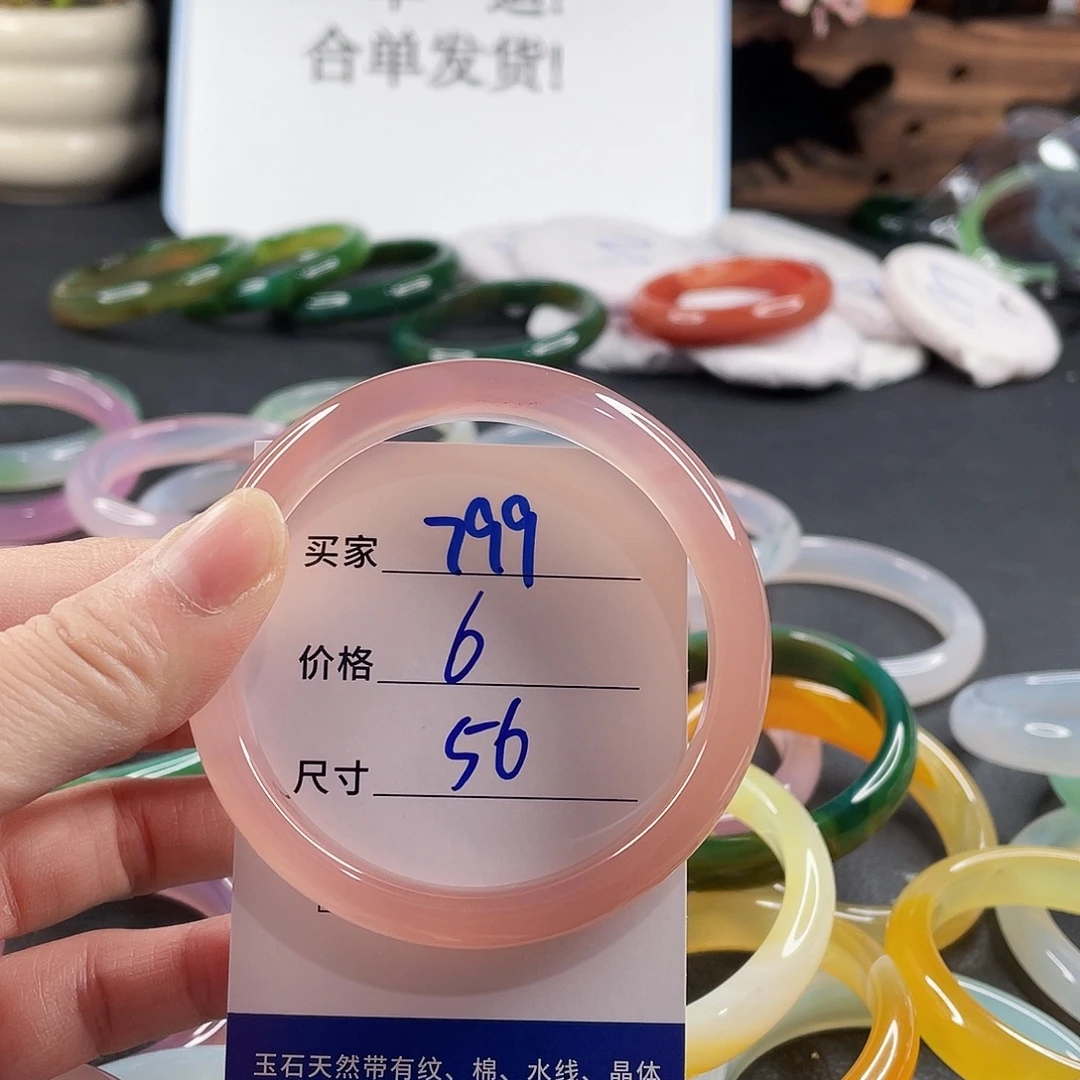 合单发货!
买家 799
价格 6
尺寸 56
玉石天然带有纹、棉、水线、晶体